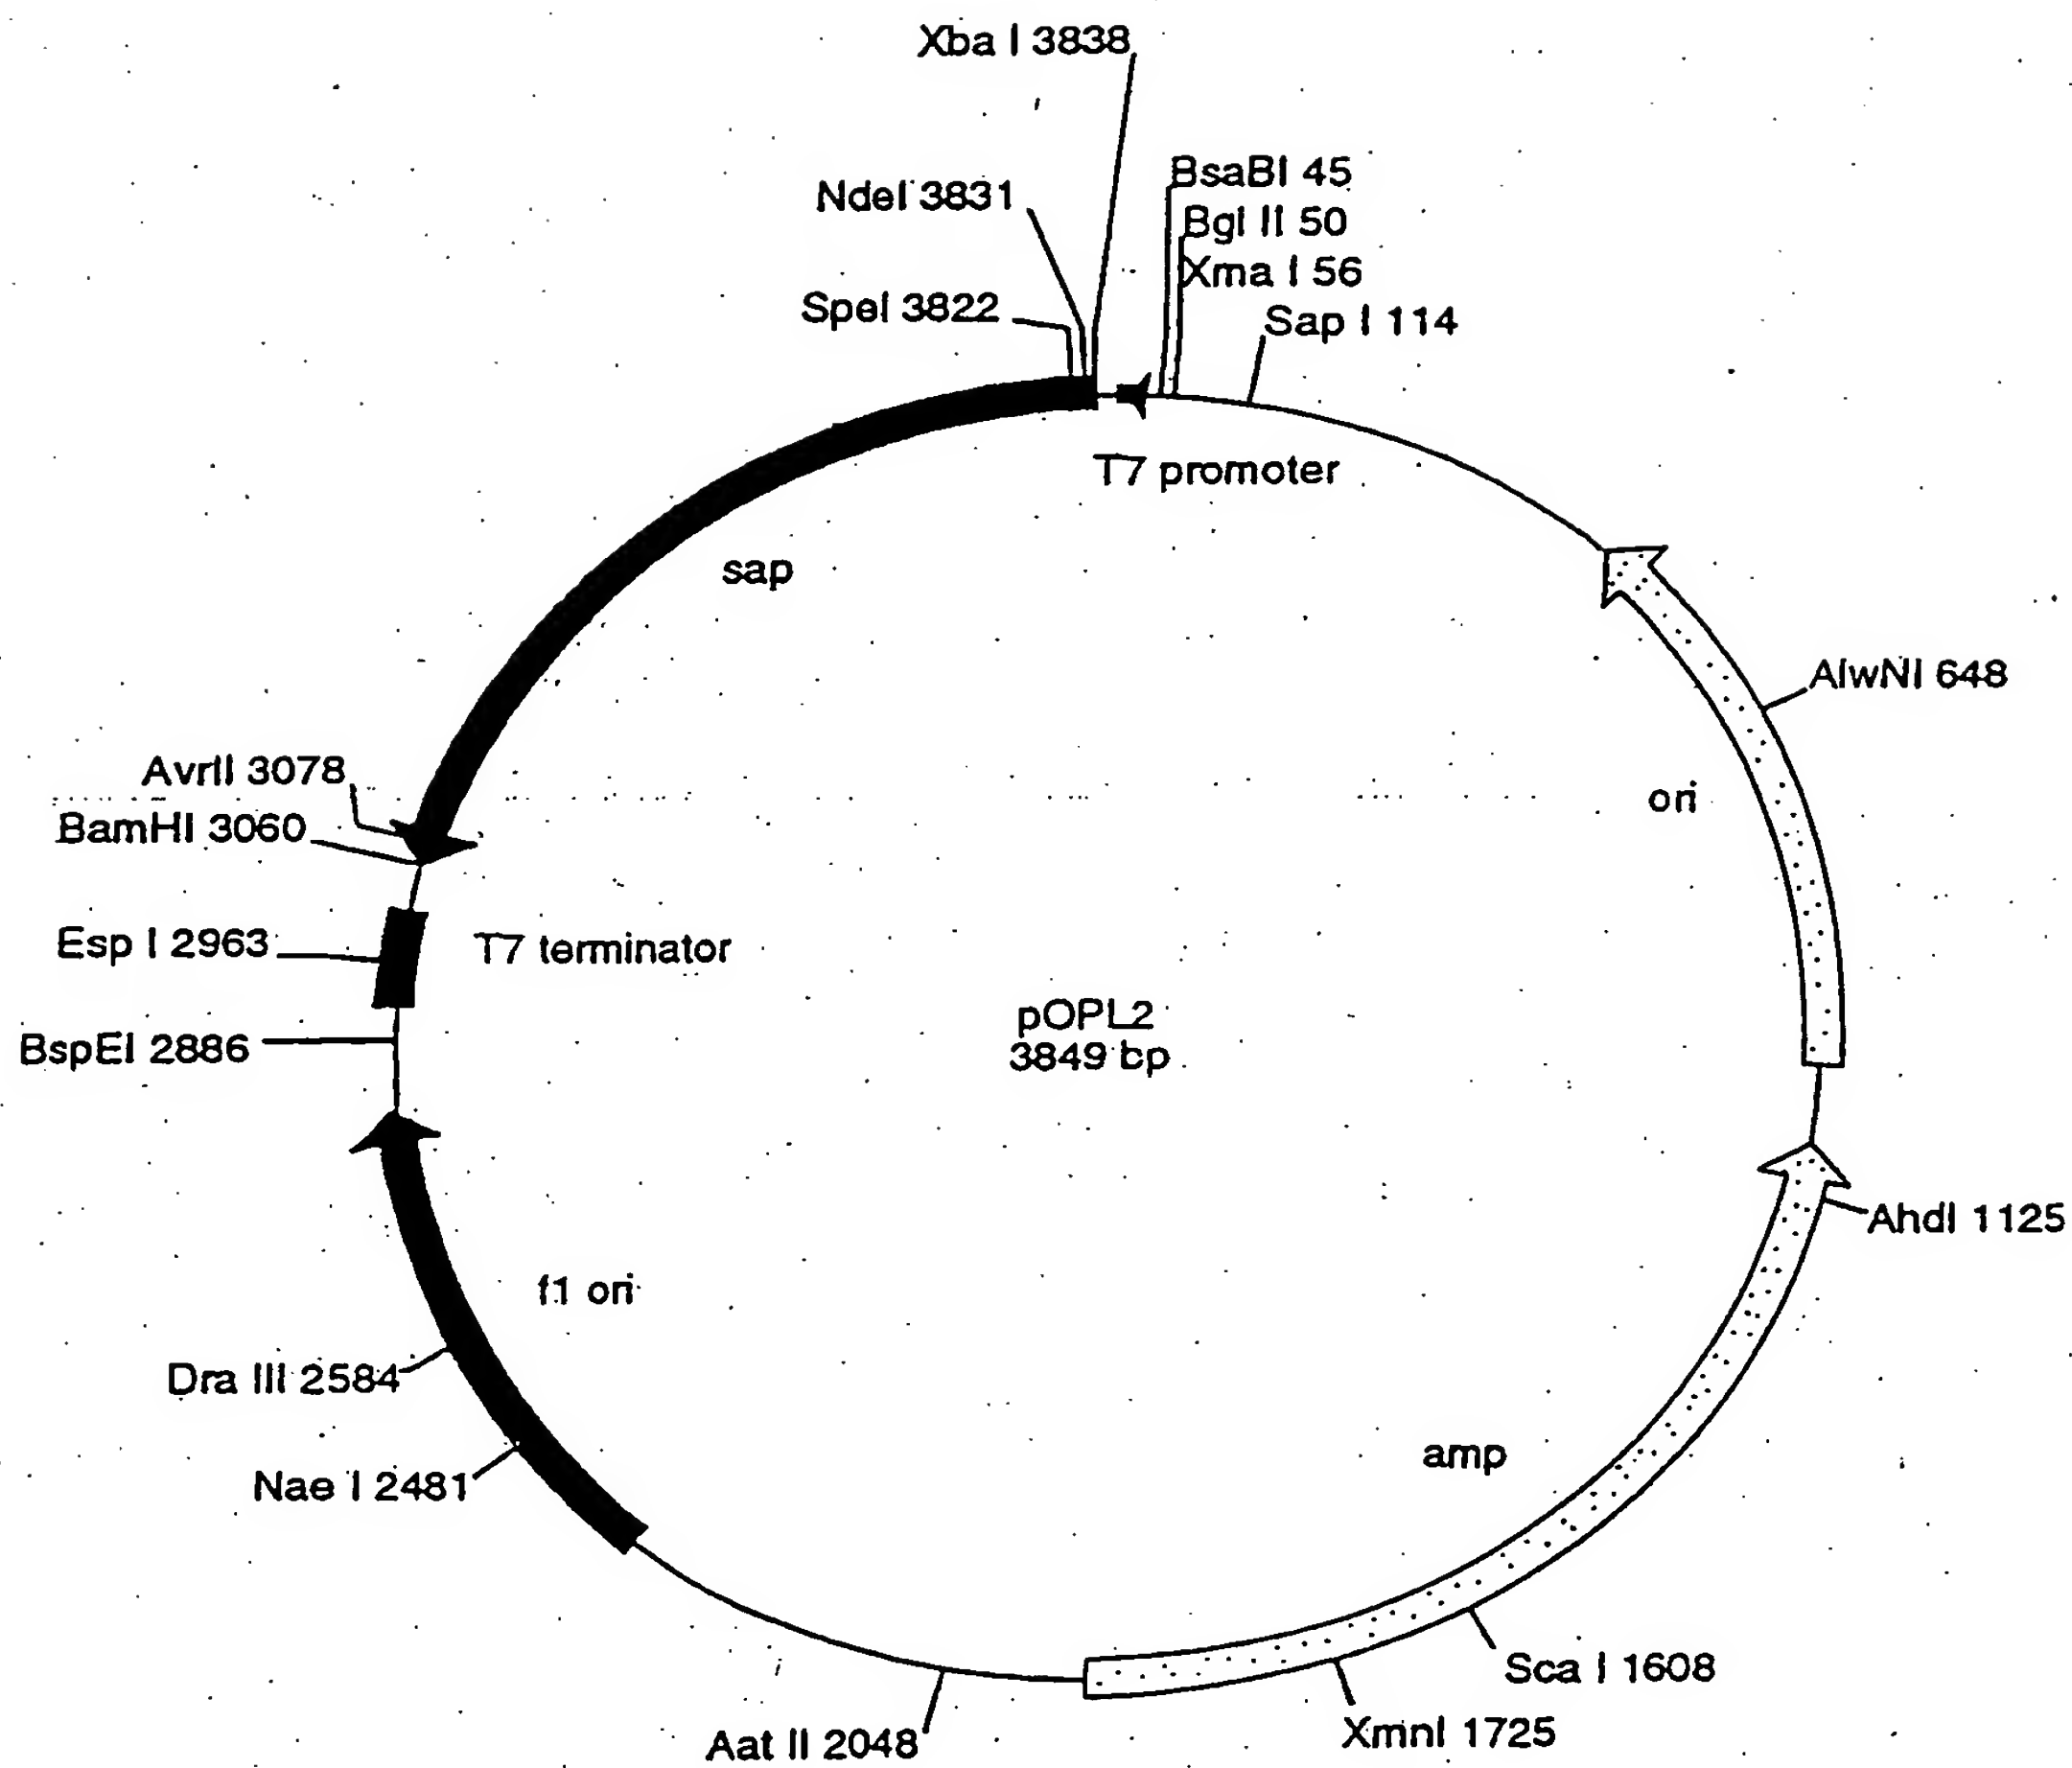 Xba I 3838
NdeI 3831
BsaBI 45
Bgl II 50
Xma I 56
SpeI 3822
Sap I 114
T7 promoter
sap
AlwNI 648
AvrII 3078
ori
BamHI 3060
Esp I 2963
T7 terminator
pOPL2
3849 bp
BspEI 2886
AhdI 1125
f1 ori
Dra III 2584
amp
Nae I 2481
Sca I 1608
XmnI 1725
Aat II 2048